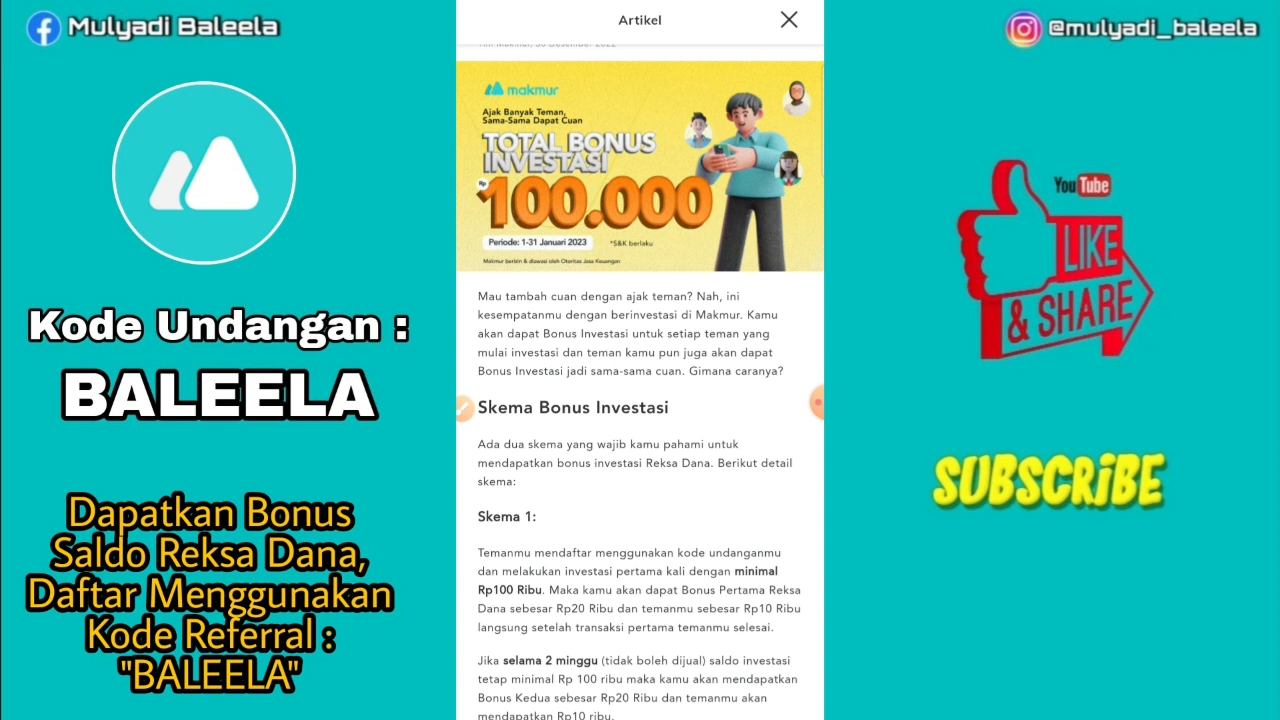 Mulyadi Baleela
Kode Undangan :
BALEELA
Dapatkan Bonus
Saldo Reksa Dana,
Daftar Menggunakan
Kode Referral :
"BALEELA"
Artikel
Tim Makmur, 30 Desember 2022
makmur
Ajak Banyak Teman,
Sama-Sama Dapat Cuan
TOTAL BONUS
INVESTASI
Rp
100.000
Periode: 1-31 Januari 2023 *S&K berlaku
Makmur berizin & diawasi oleh Otoritas Jasa Keuangan
Mau tambah cuan dengan ajak teman? Nah, ini
kesempatanmu dengan berinvestasi di Makmur. Kamu
akan dapat Bonus Investasi untuk setiap teman yang
mulai investasi dan teman kamu pun juga akan dapat
Bonus Investasi jadi sama-sama cuan. Gimana caranya?
Skema Bonus Investasi
Ada dua skema yang wajib kamu pahami untuk
mendapatkan bonus investasi Reksa Dana. Berikut detail
skema:
Skema 1:
Temanmu mendaftar menggunakan kode undanganmu
dan melakukan investasi pertama kali dengan minimal
Rp100 Ribu. Maka kamu akan dapat Bonus Pertama Reksa
Dana sebesar Rp20 Ribu dan temanmu sebesar Rp10 Ribu
langsung setelah transaksi pertama temanmu selesai.
Jika selama 2 minggu (tidak boleh dijual) saldo investasi
tetap minimal Rp 100 ribu maka kamu akan mendapatkan
Bonus Kedua sebesar Rp20 Ribu dan temanmu akan
mendapatkan Rp10 ribu.
@mulyadi_baleela
YouTube
LIKE
& SHARE
SUBSCRIBE